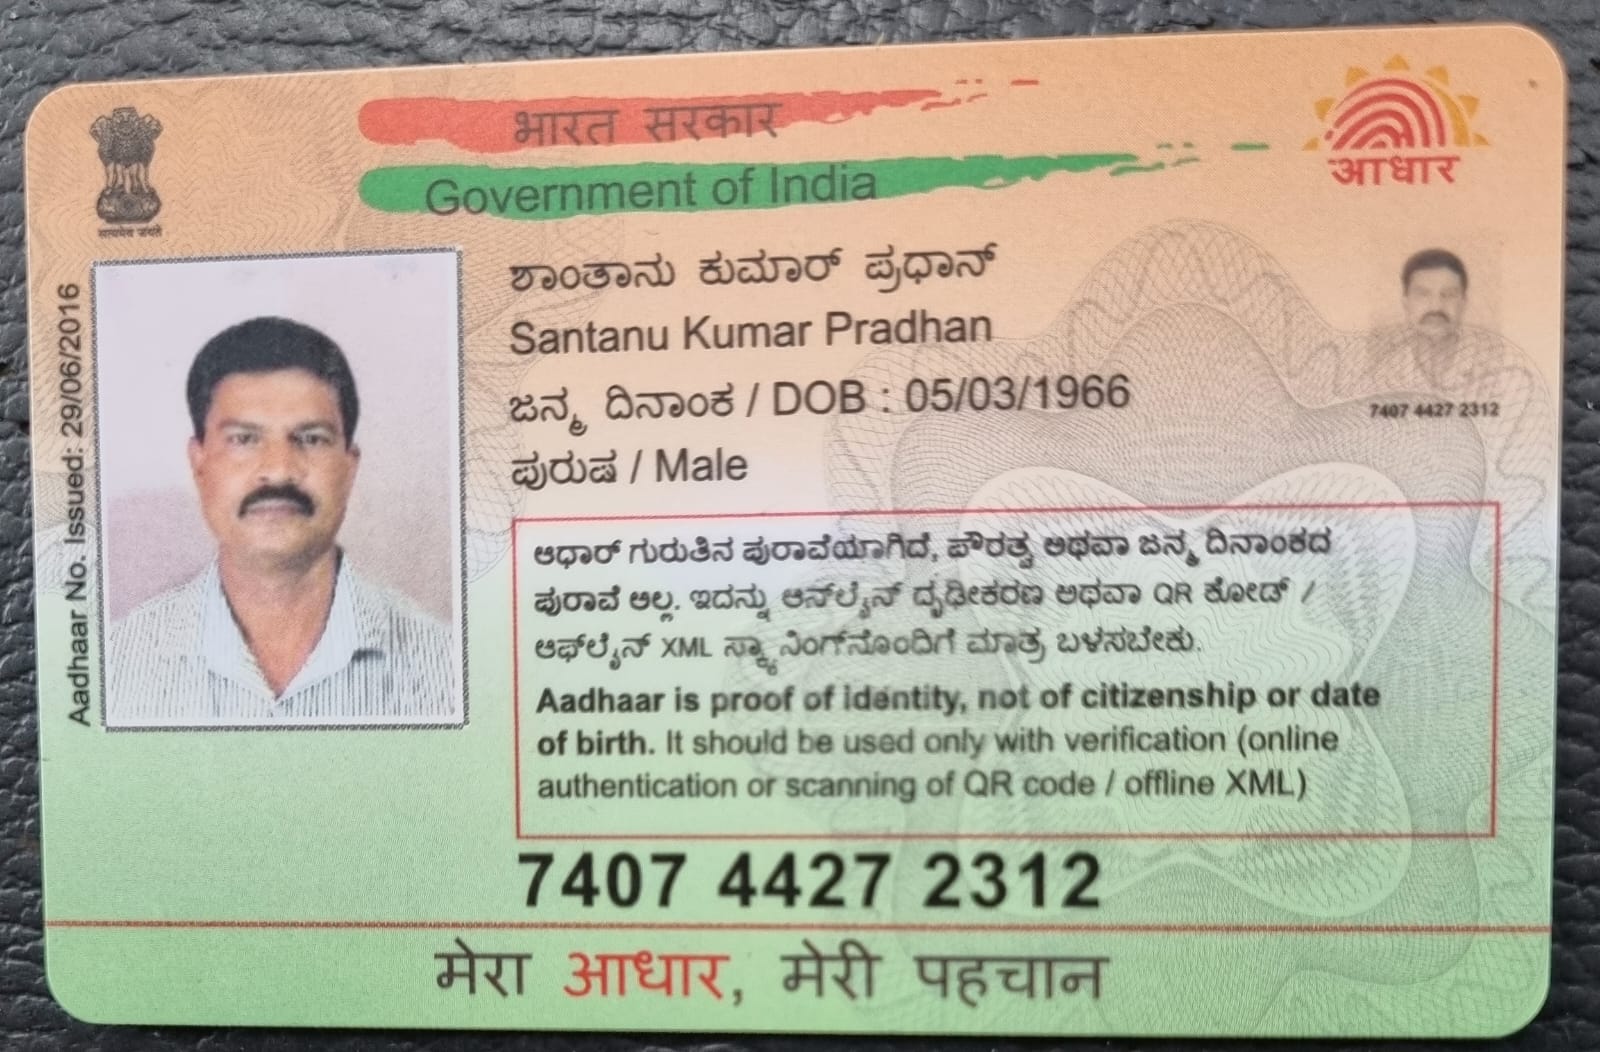 भारत सरकार
Government of India
सत्यमेव जयते
आधार
Aadhaar No. Issued: 29/06/2016
ಶಾಂತಾನು ಕುಮಾರ್ ಪ್ರಧಾನ್
Santanu Kumar Pradhan
ಜನ್ಮ ದಿನಾಂಕ / DOB : 05/03/1966
ಪುರುಷ / Male
7407 4427 2312
ಆಧಾರ್ ಗುರುತಿನ ಪುರಾವೆಯಾಗಿದೆ, ಪೌರತ್ವ ಅಥವಾ ಜನ್ಮ ದಿನಾಂಕದ
ಪುರಾವೆ ಅಲ್ಲ. ಇದನ್ನು ಆನ್‌ಲೈನ್ ದೃಢೀಕರಣ ಅಥವಾ QR ಕೋಡ್ /
ಆಫ್‌ಲೈನ್ XML ಸ್ಕ್ಯಾನಿಂಗ್‌ನೊಂದಿಗೆ ಮಾತ್ರ ಬಳಸಬೇಕು.
Aadhaar is proof of identity, not of citizenship or date
of birth. It should be used only with verification (online
authentication or scanning of QR code / offline XML)
7407 4427 2312
मेरा आधार, मेरी पहचान